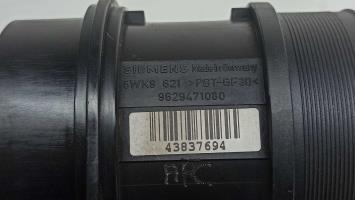 SIEMENS Made in Germany
5WK9 621 >PBT-GF30<
9629471080
43837694